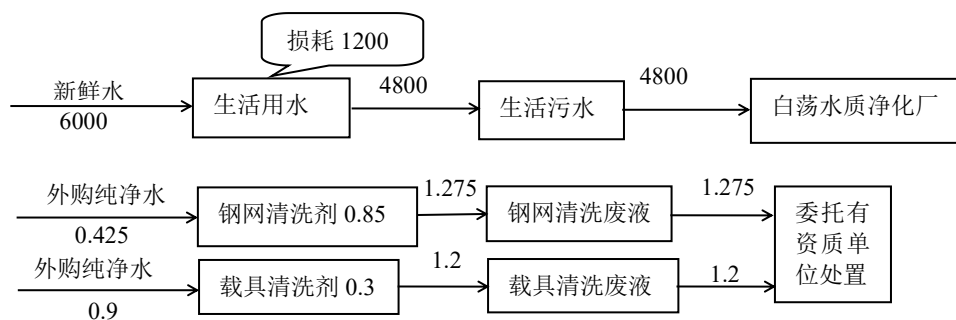 损耗 1200
新鲜水
6000
生活用水
4800
生活污水
4800
白荡水质净化厂
外购纯净水
0.425
钢网清洗剂 0.85
1.275
钢网清洗废液
1.275
委托有
资质单
位处置
外购纯净水
0.9
载具清洗剂 0.3
1.2
载具清洗废液
1.2